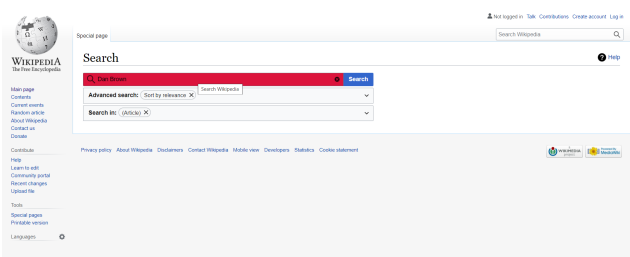 Not logged in Talk Contributions Create account Log in
Special page
Search Wikipedia
WIKIPEDIA
The Free Encyclopedia
Search
Help
Dan Brown
Search
Search Wikipedia
Advanced search: Sort by relevance X
Search in: (Article) X
Main page
Contents
Current events
Random article
About Wikipedia
Contact us
Donate
Contribute
Help
Learn to edit
Community portal
Recent changes
Upload file
Tools
Special pages
Printable version
Languages
Privacy policy About Wikipedia Disclaimers Contact Wikipedia Mobile view Developers Statistics Cookie statement
WIKIMEDIA
MediaWiki